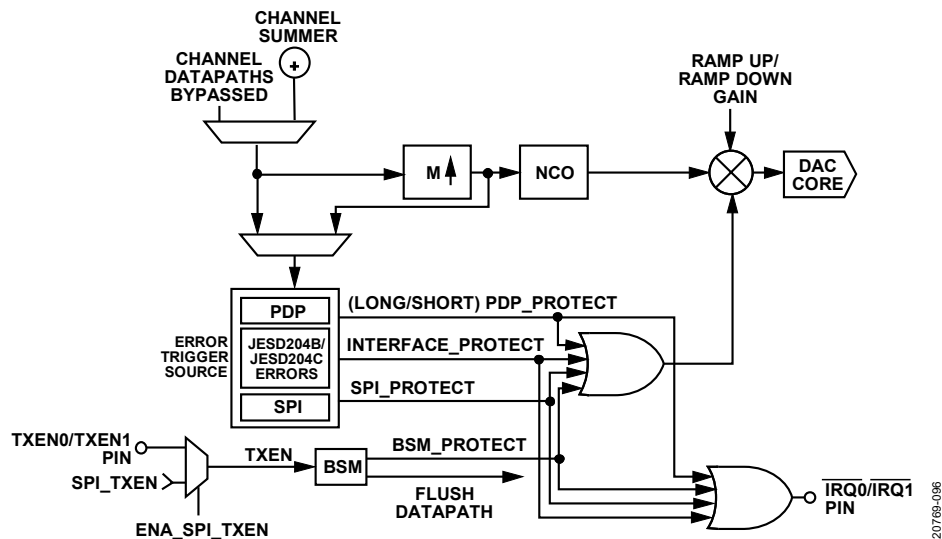 CHANNEL
SUMMER
+
CHANNEL
DATAPATHS
BYPASSED
RAMP UP/
RAMP DOWN
GAIN
M
NCO
DAC
CORE
ERROR
TRIGGER
SOURCE
PDP
JESD204B/
JESD204C
ERRORS
SPI
(LONG/SHORT) PDP_PROTECT
INTERFACE_PROTECT
SPI_PROTECT
TXEN0/TXEN1
PIN
SPI_TXEN
ENA_SPI_TXEN
TXEN
BSM
BSM_PROTECT
FLUSH
DATAPATH
IRQ0/IRQ1
PIN
20769-096